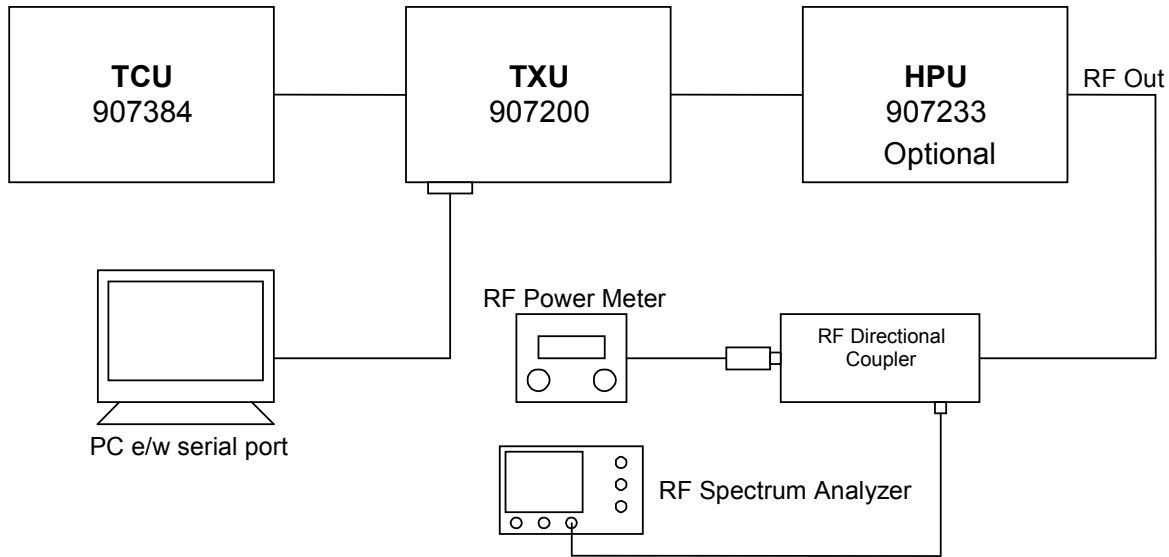 TCU
907384
TXU
907200
HPU
907233
Optional
RF Out
RF Power Meter
RF Directional
Coupler
PC e/w serial port
RF Spectrum Analyzer